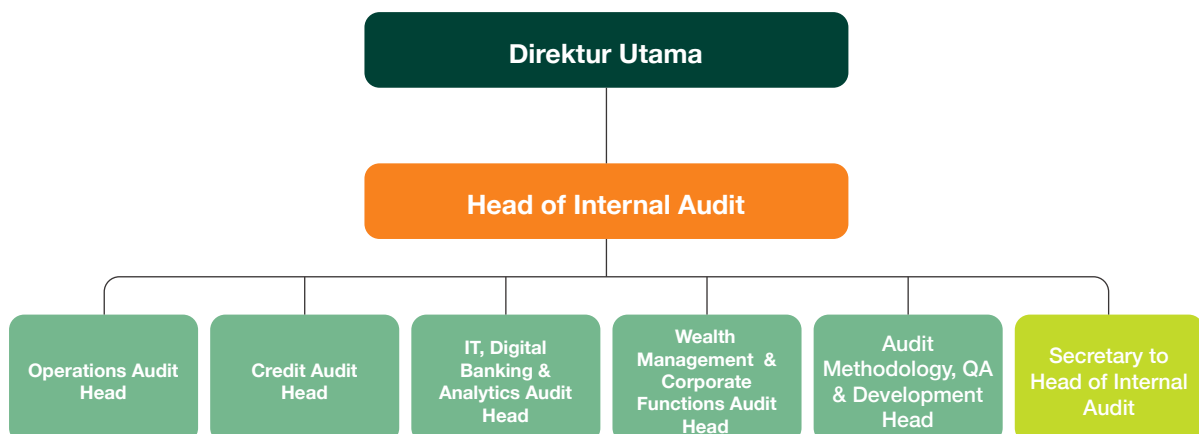 Direktur Utama
Head of Internal Audit
Operations Audit
Head
Credit Audit
Head
IT, Digital
Banking &
Analytics Audit
Head
Wealth
Management &
Corporate
Functions Audit
Head
Audit
Methodology, QA
& Development
Head
Secretary to
Head of Internal
Audit